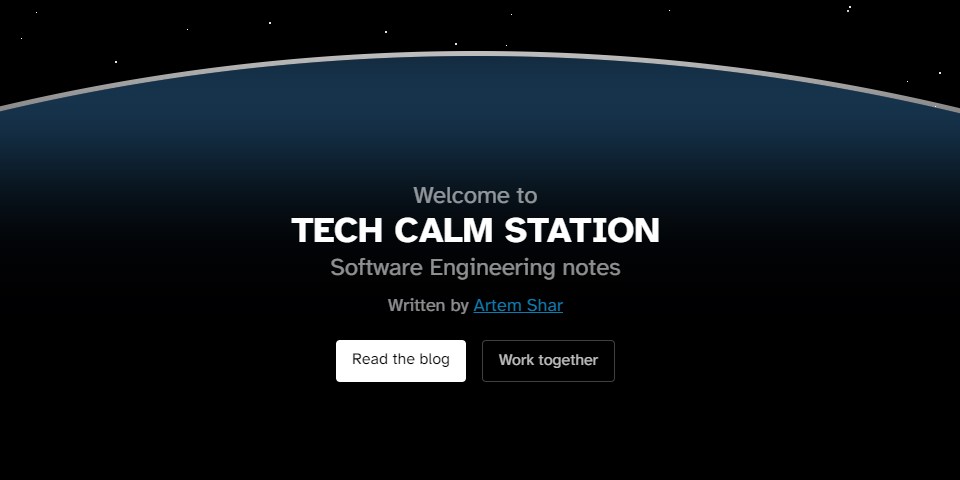 Welcome to
TECH CALM STATION
Software Engineering notes
Written by Artem Shar
Read the blog
Work together